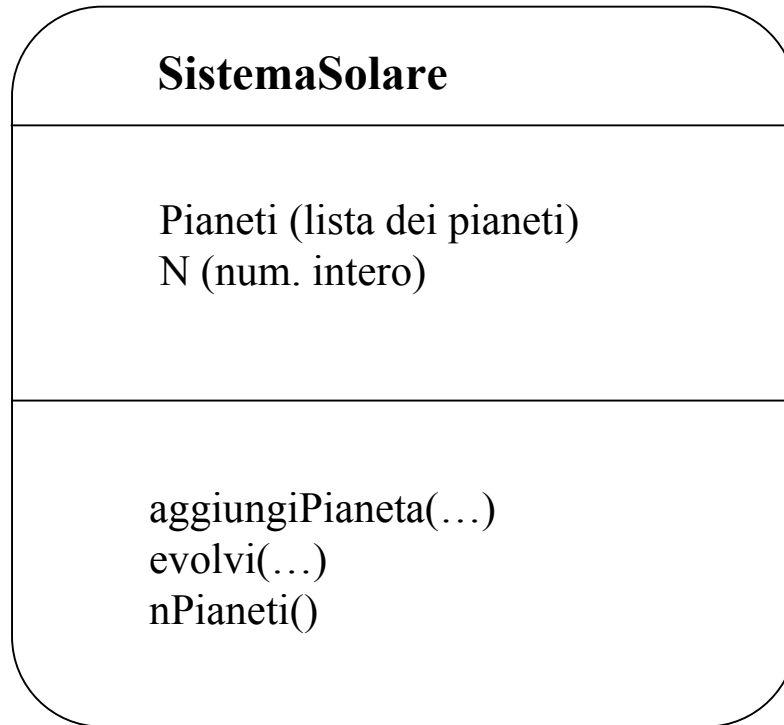 SistemaSolare
Pianeti (lista dei pianeti)
N (num. intero)
aggiungiPianeta(…)
evolvi(…)
nPianeti()